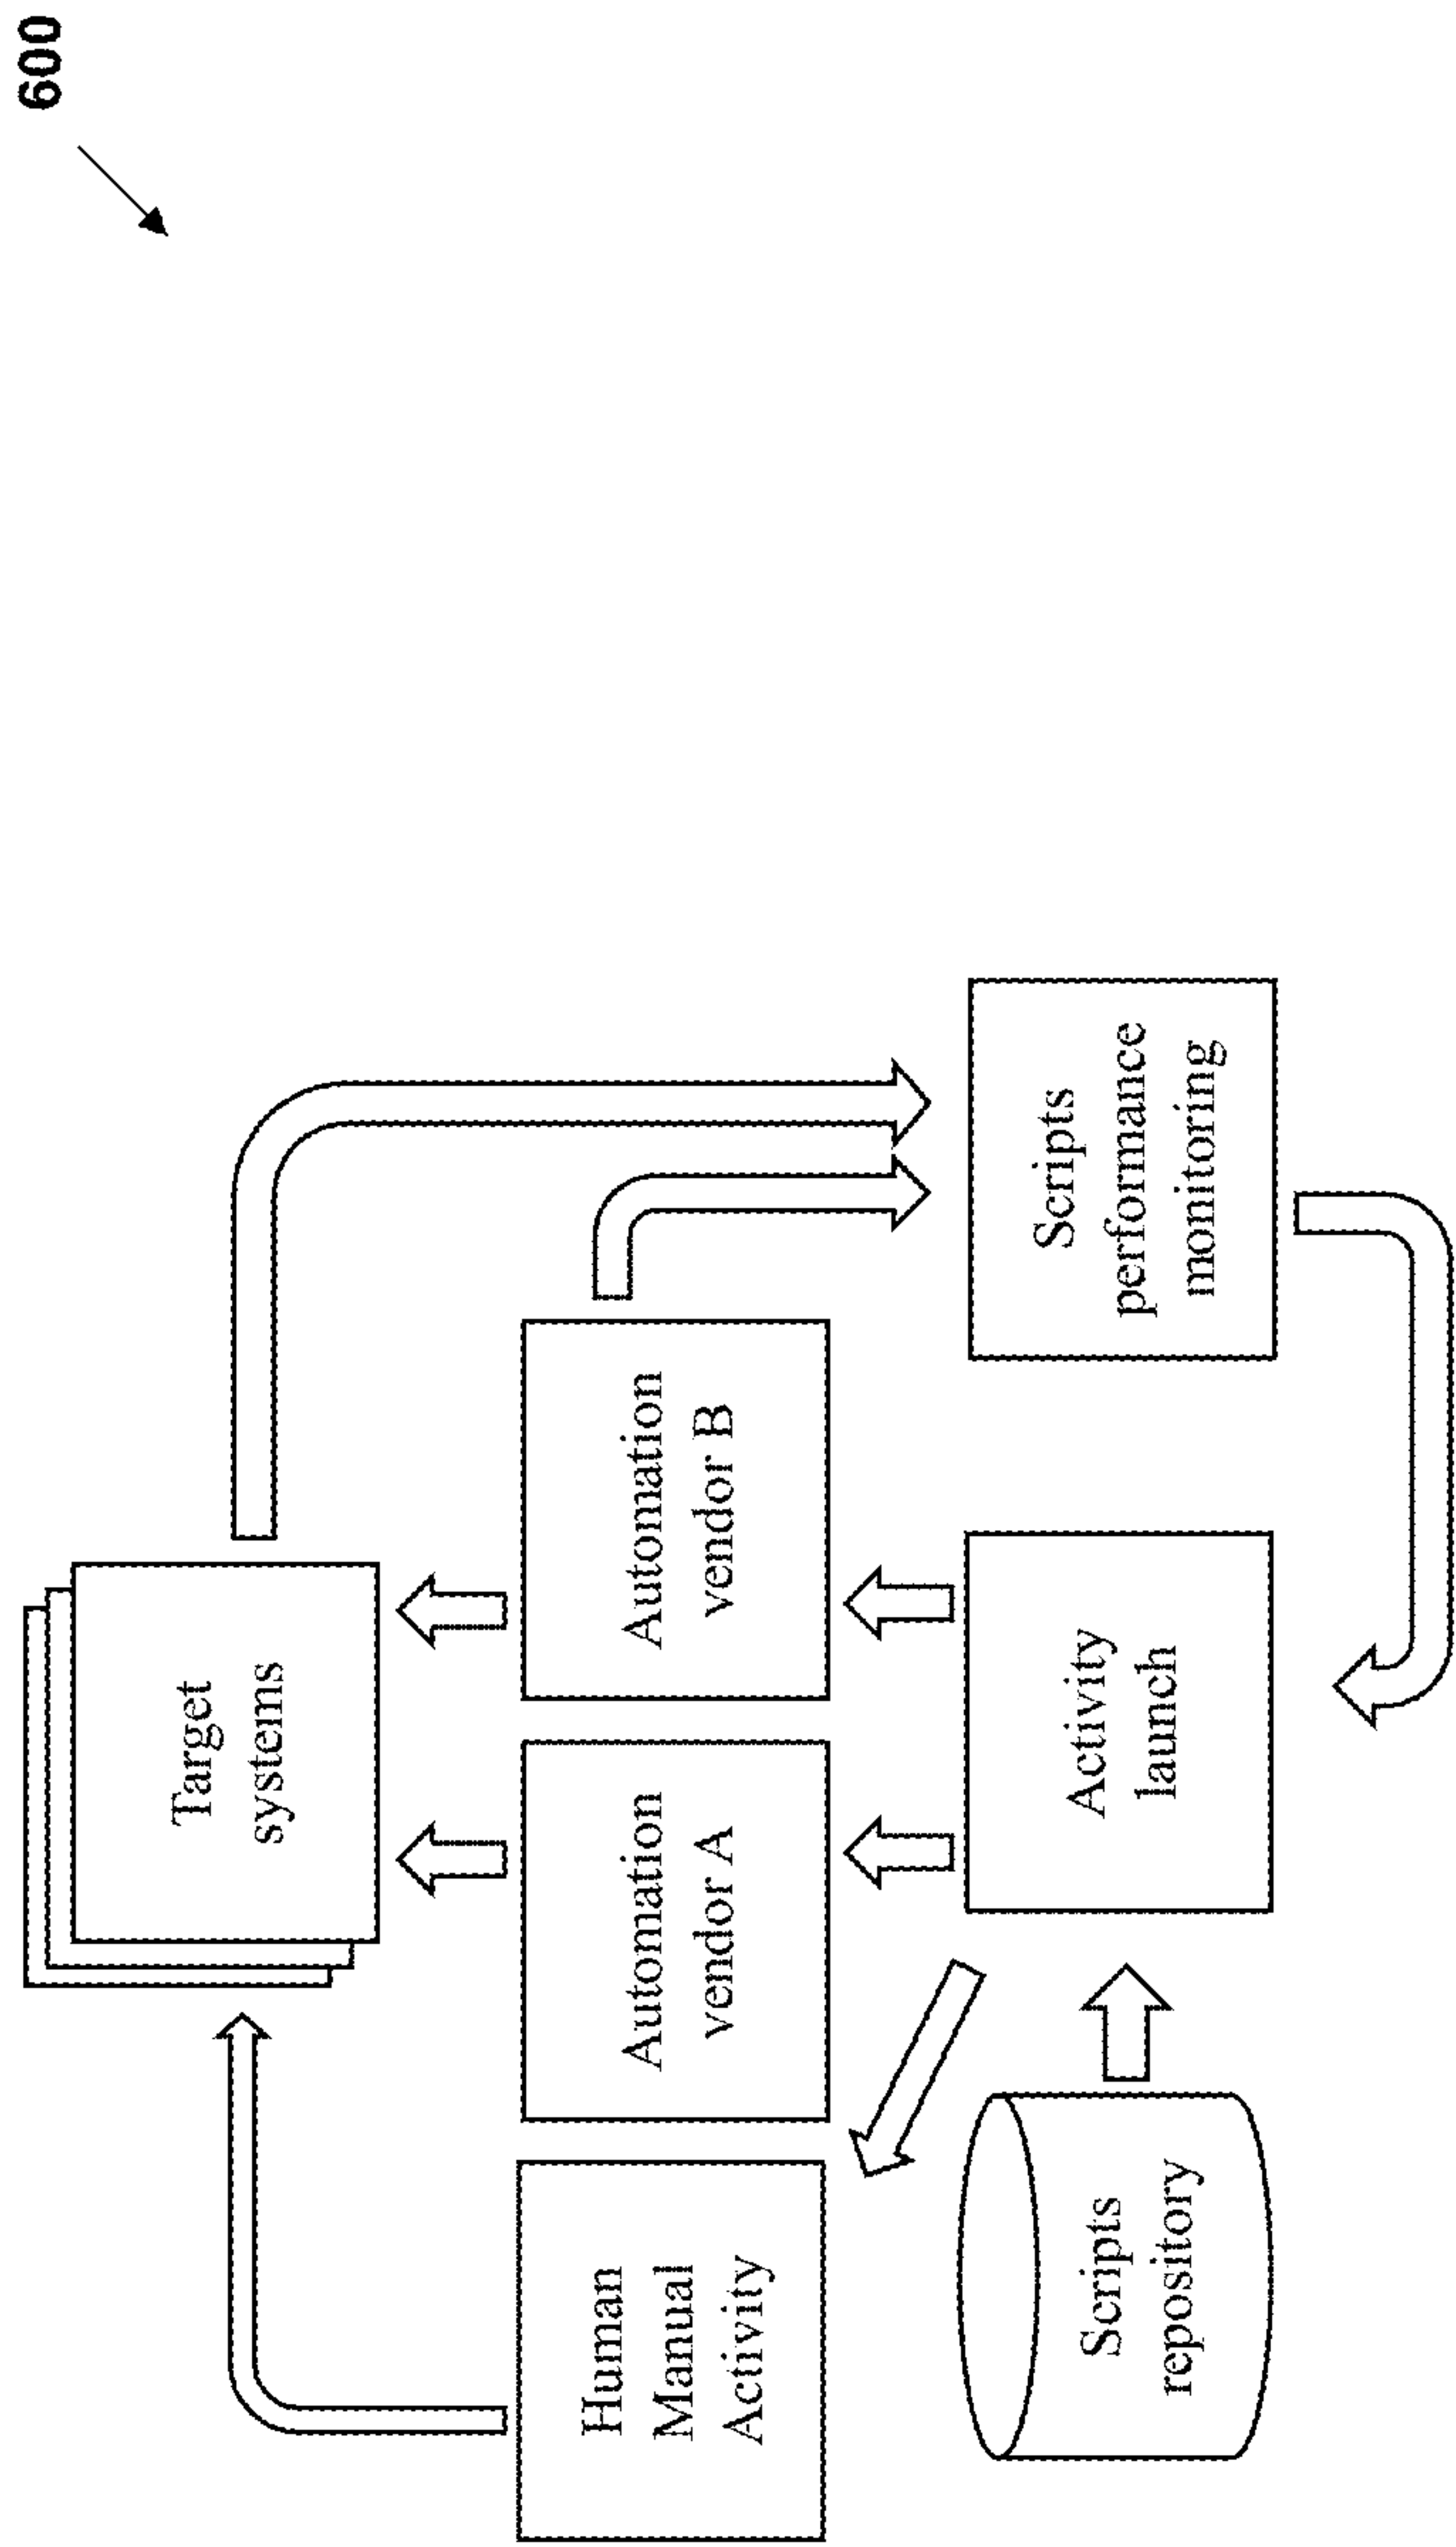 600
Target
systems
Human
Manual
Activity
Automation
vendor A
Automation
vendor B
Scripts
repository
Activity
launch
Scripts
performance
monitoring